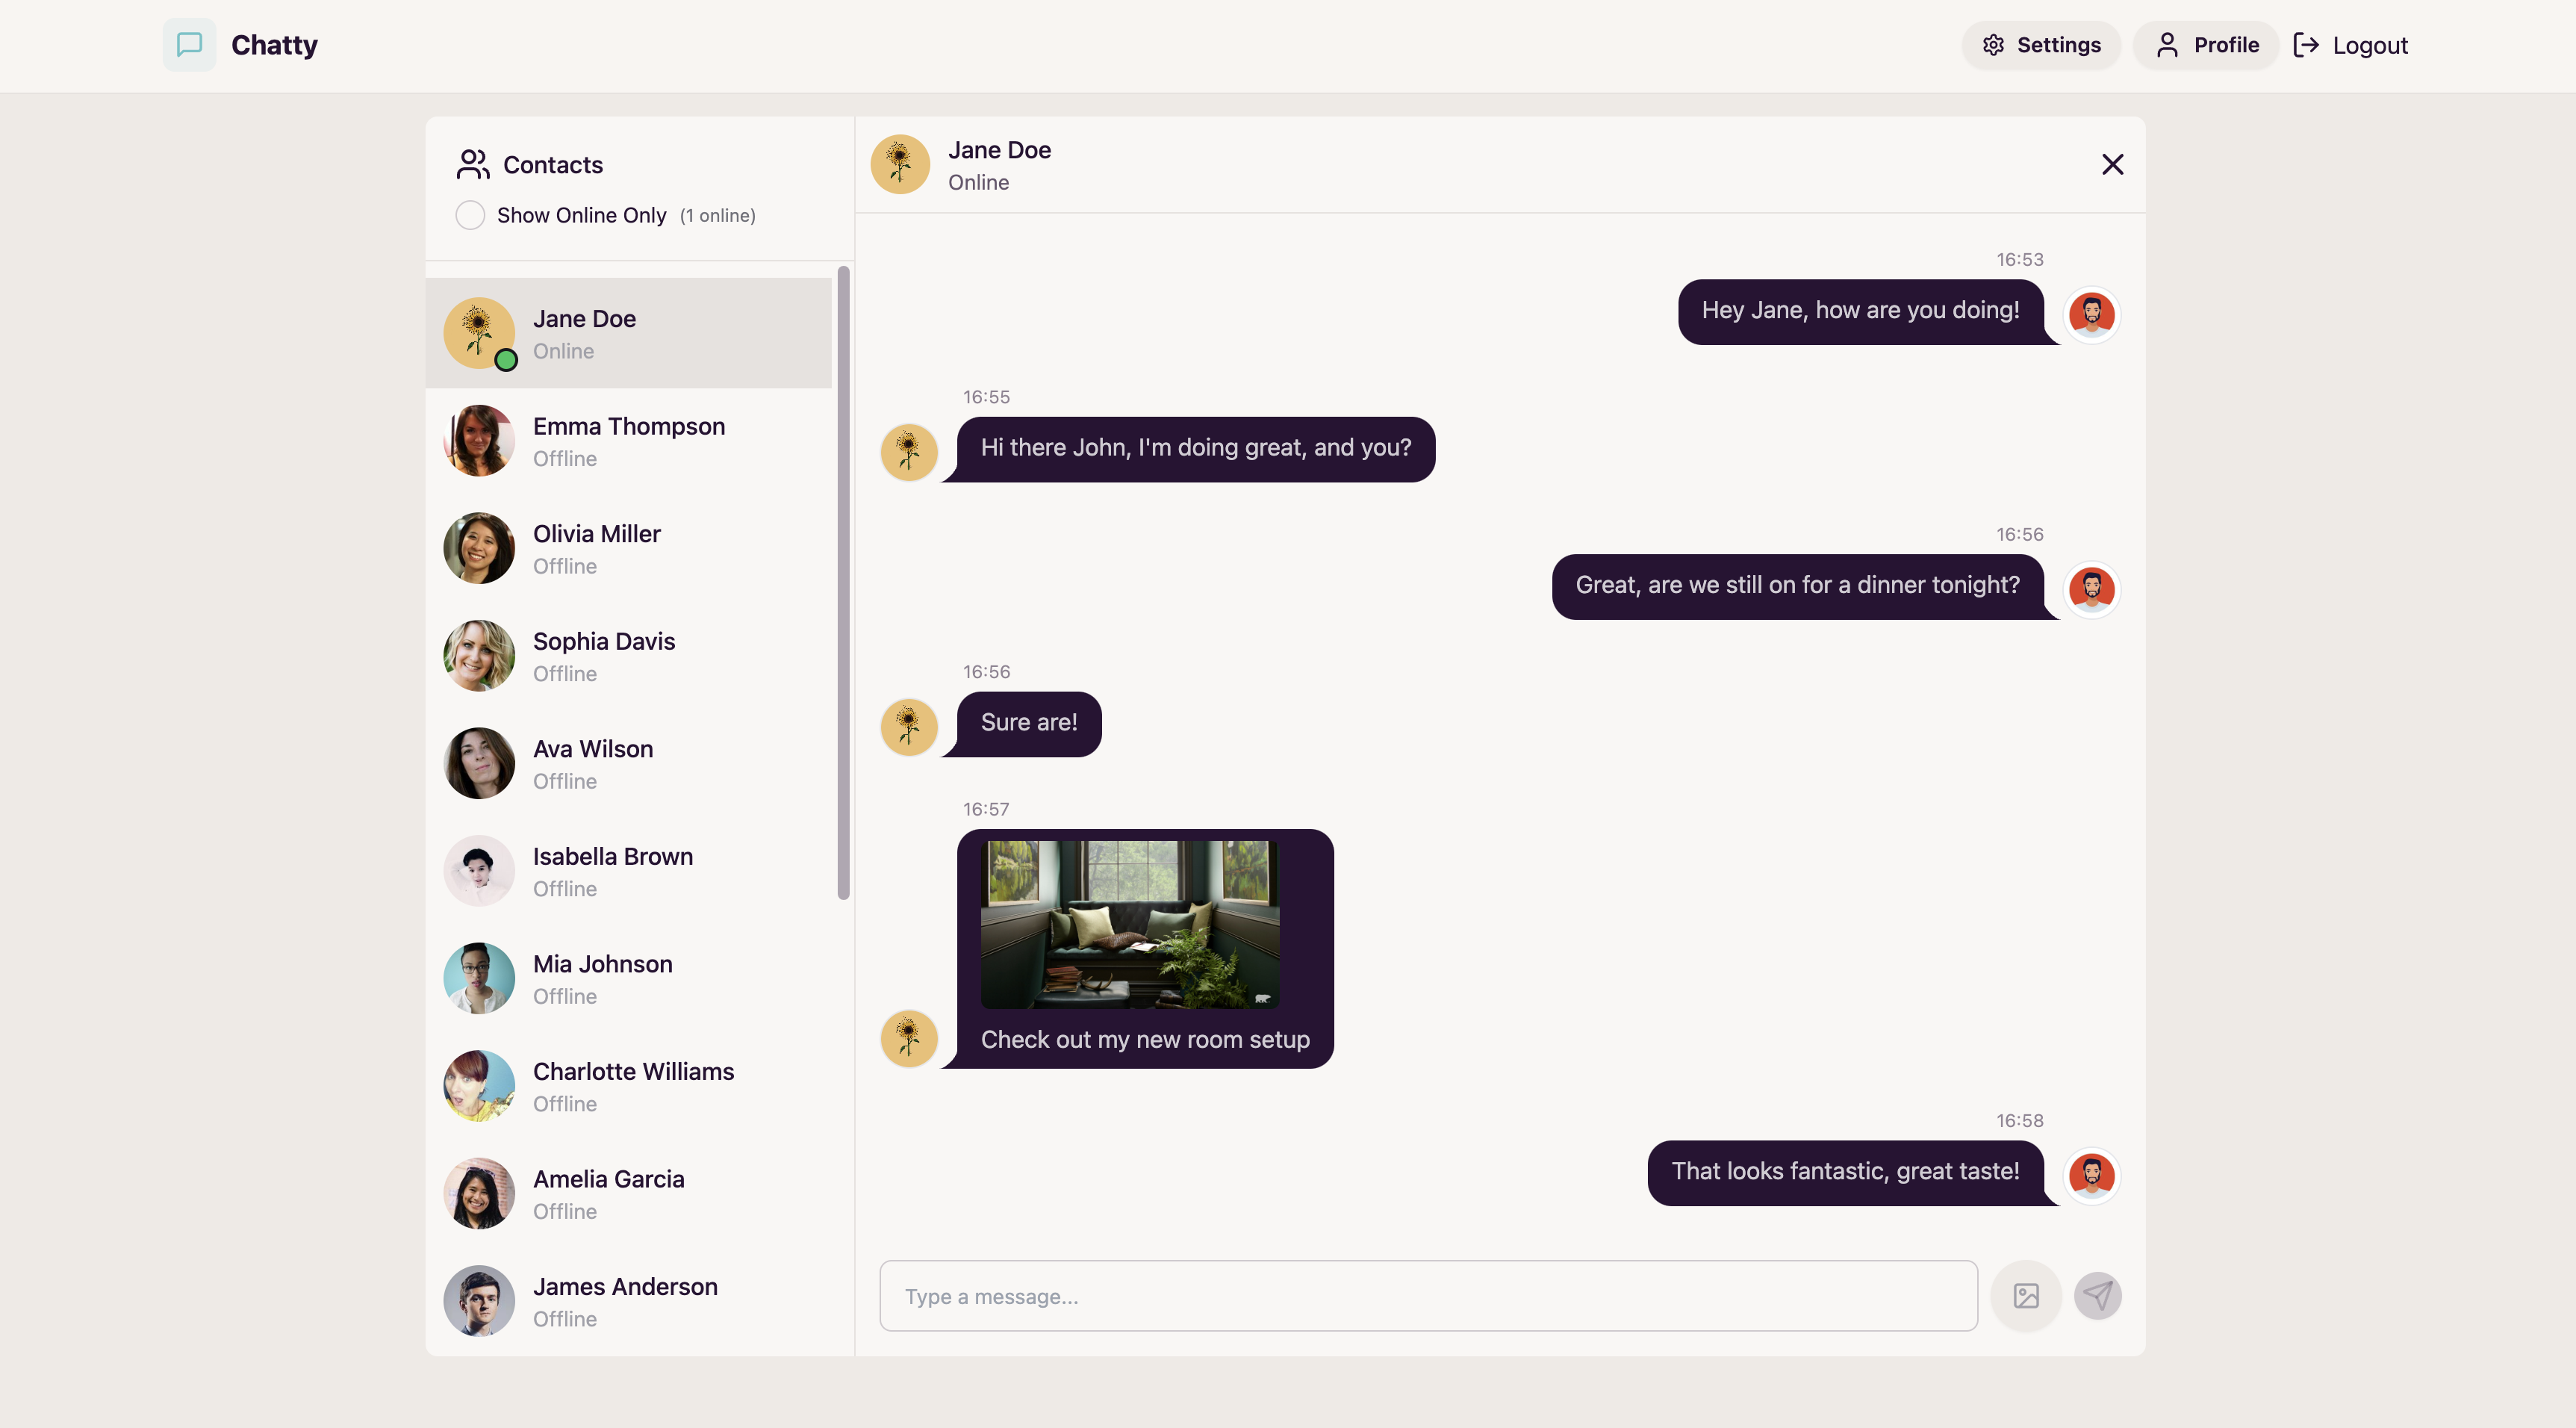 Chatty
Settings
Profile
Logout
Contacts
Show Online Only (1 online)
Jane Doe
Online
Emma Thompson
Offline
Olivia Miller
Offline
Sophia Davis
Offline
Ava Wilson
Offline
Isabella Brown
Offline
Mia Johnson
Offline
Charlotte Williams
Offline
Amelia Garcia
Offline
James Anderson
Offline
Jane Doe
Online
16:53
Hey Jane, how are you doing!
16:55
Hi there John, I'm doing great, and you?
16:56
Great, are we still on for a dinner tonight?
16:56
Sure are!
16:57
Check out my new room setup
16:58
That looks fantastic, great taste!
Type a message...